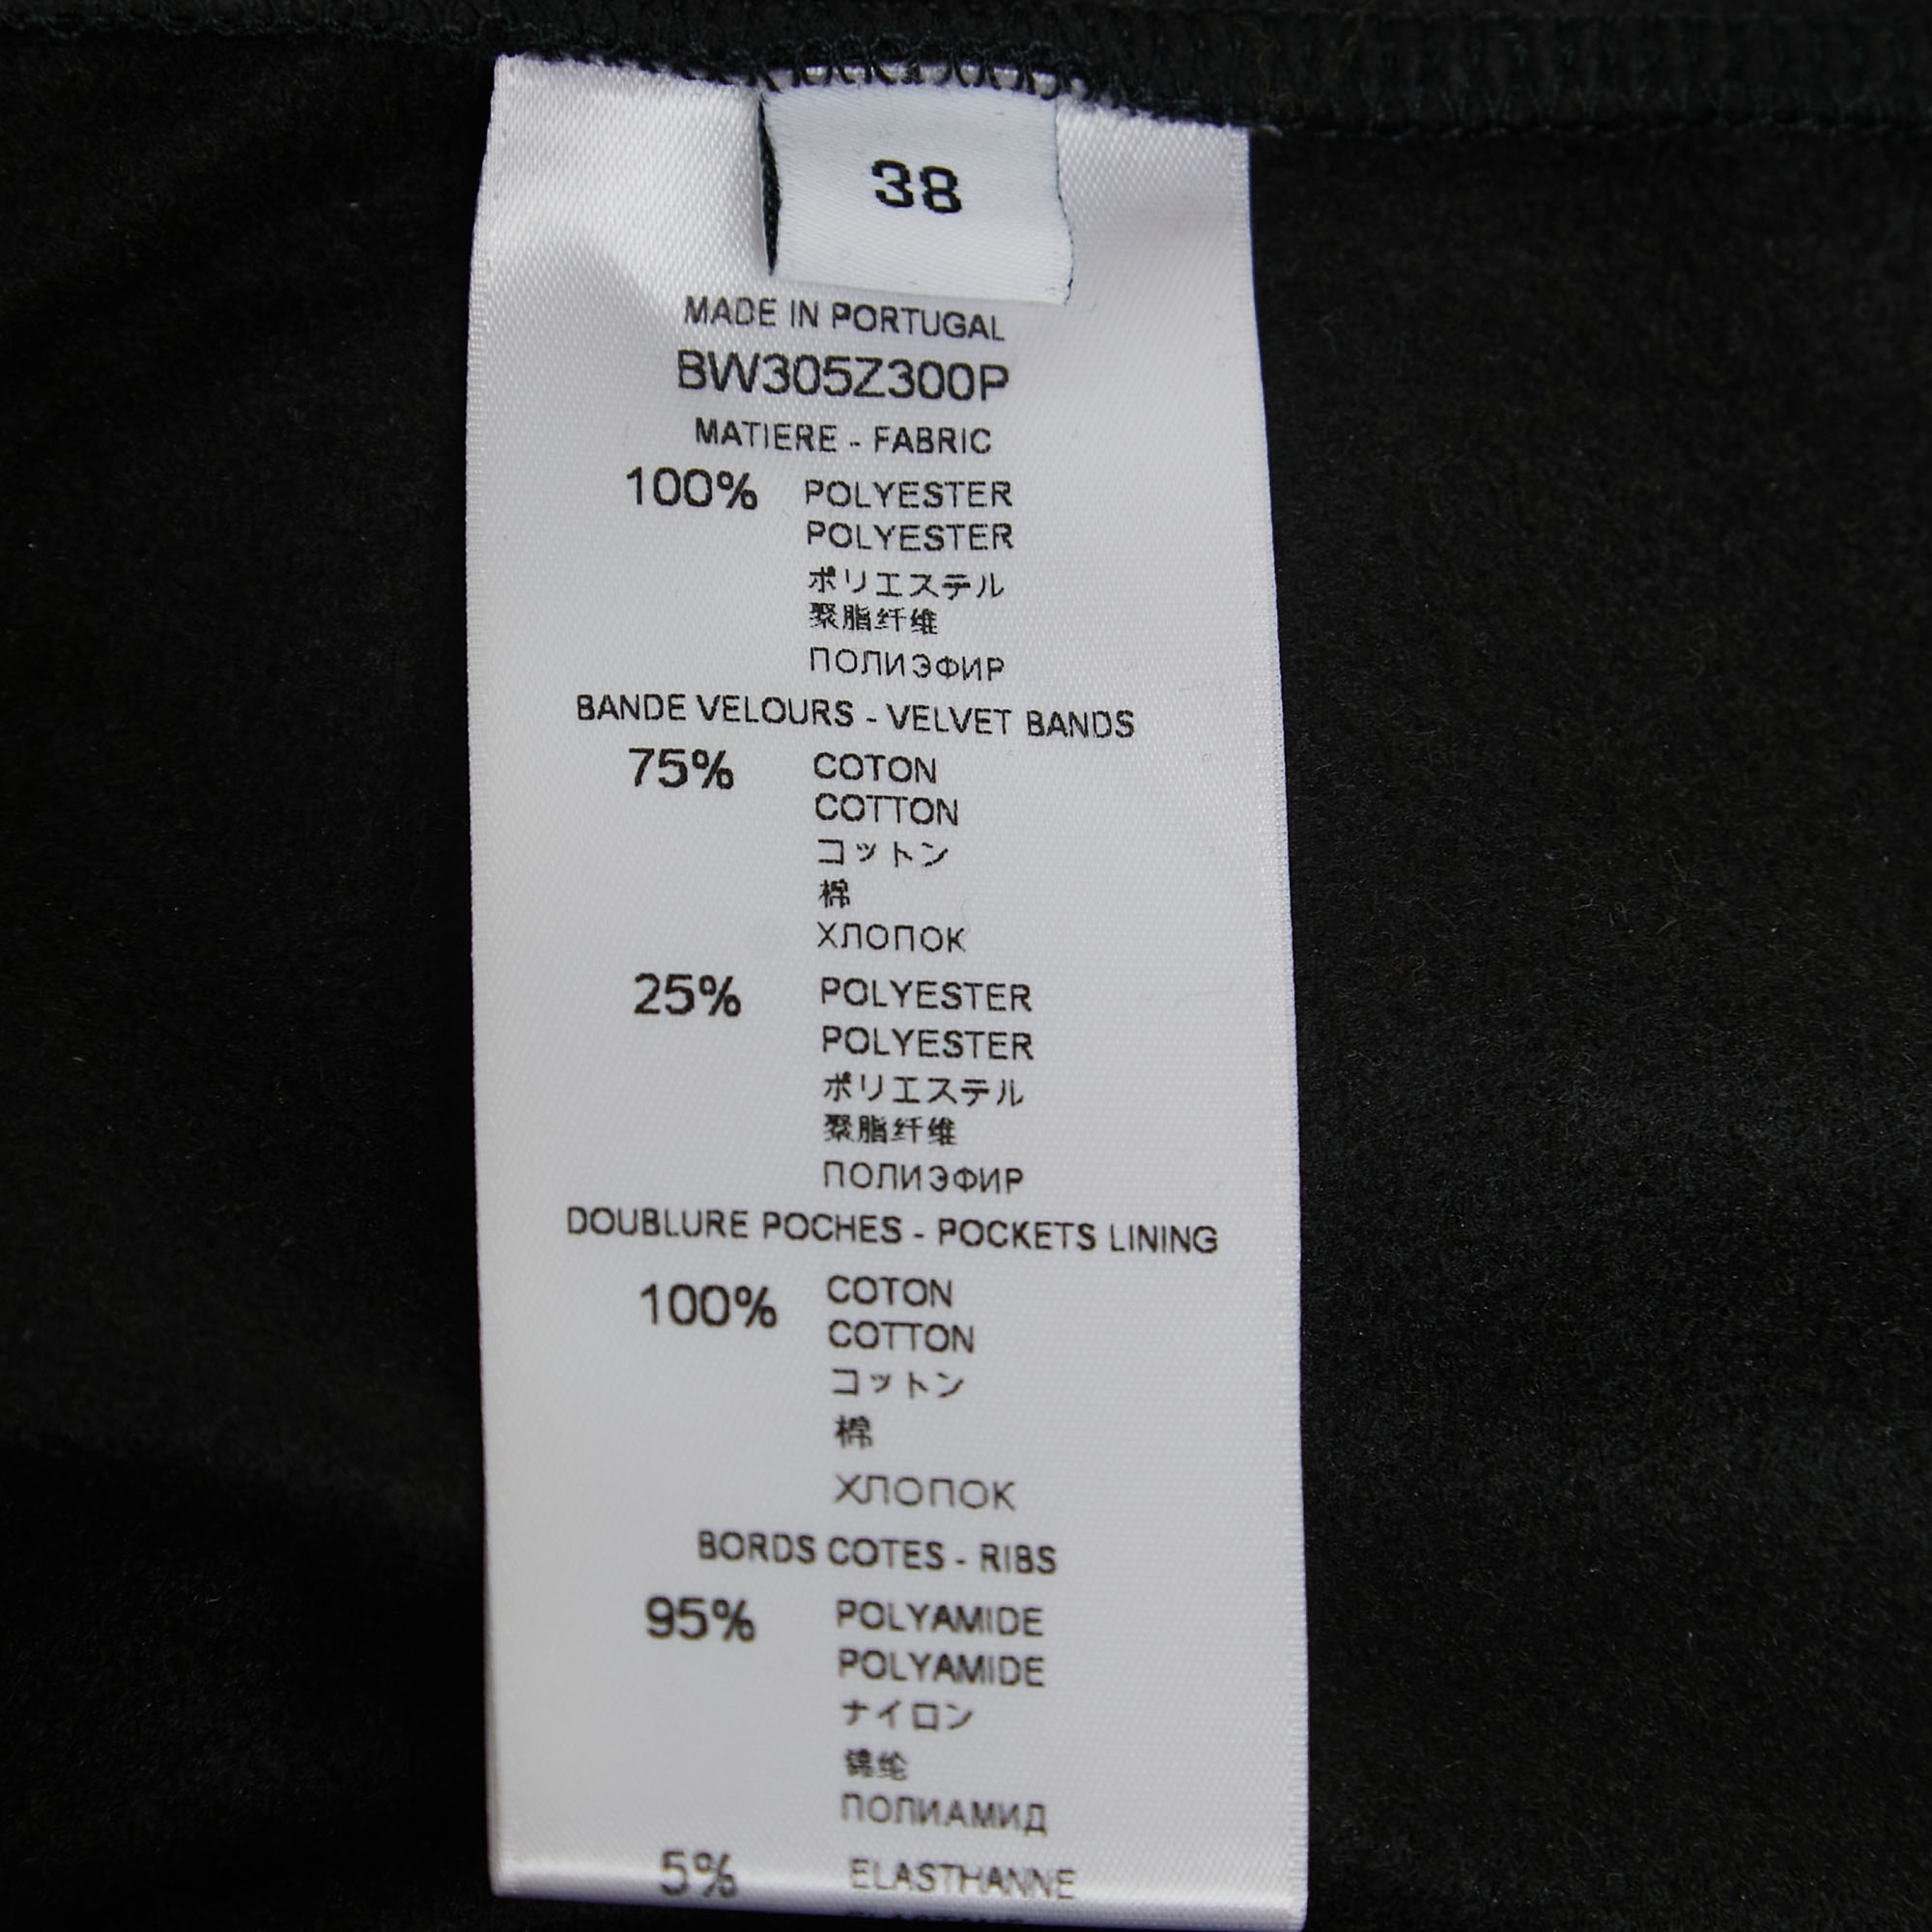 38
MADE IN PORTUGAL
BW305Z300P
MATIERE - FABRIC
100% POLYESTER
POLYESTER
ポリエステル
聚脂纤维
ПОЛИЭФИР
BANDE VELOURS - VELVET BANDS
75% COTON
COTTON
コットン
棉
ХЛОПОК
25% POLYESTER
POLYESTER
ポリエステル
聚脂纤维
ПОЛИЭФИР
DOUBLURE POCHES - POCKETS LINING
100% COTON
COTTON
コットン
棉
ХЛОПОК
BORDS COTES - RIBS
95% POLYAMIDE
POLYAMIDE
ナイロン
锦纶
ПОЛИАМИД
5% ELASTHANNE